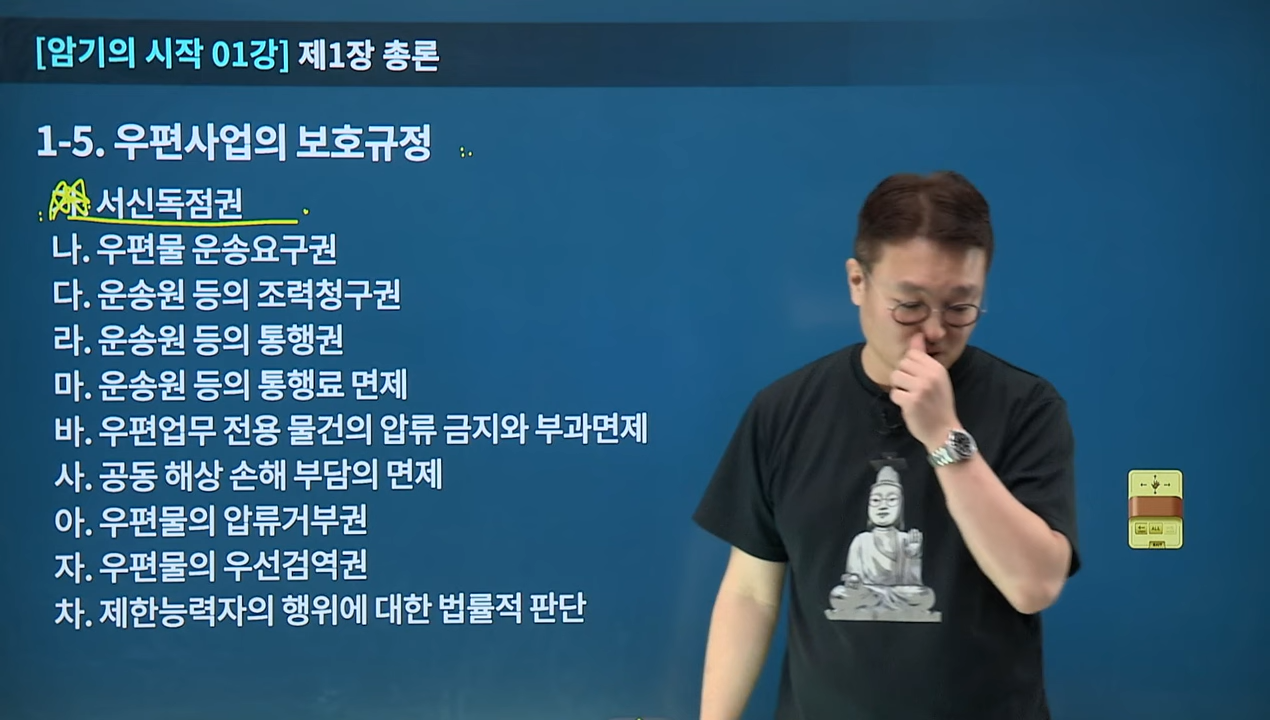 [암기의 시작 01강] 제1장 총론
1-5. 우편사업의 보호규정
서신독점권
나. 우편물 운송요구권
다. 운송원 등의 조력청구권
라. 운송원 등의 통행권
마. 운송원 등의 통행료 면제
바. 우편업무 전용 물건의 압류 금지와 부과면제
사. 공동 해상 손해 부담의 면제
아. 우편물의 압류거부권
자. 우편물의 우선검역권
차. 제한능력자의 행위에 대한 법률적 판단